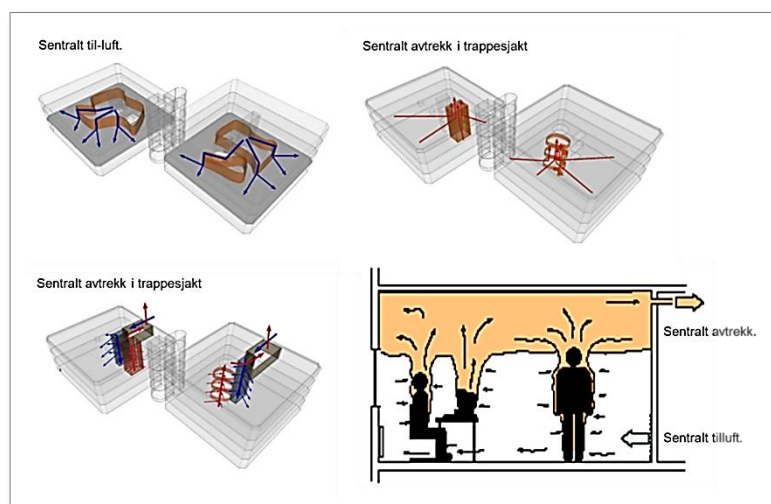 Sentralt til-luft.
Sentralt avtrekk i trappesjakt
Sentralt avtrekk i trappesjakt
Sentralt avtrekk.
Sentralt tilluft.